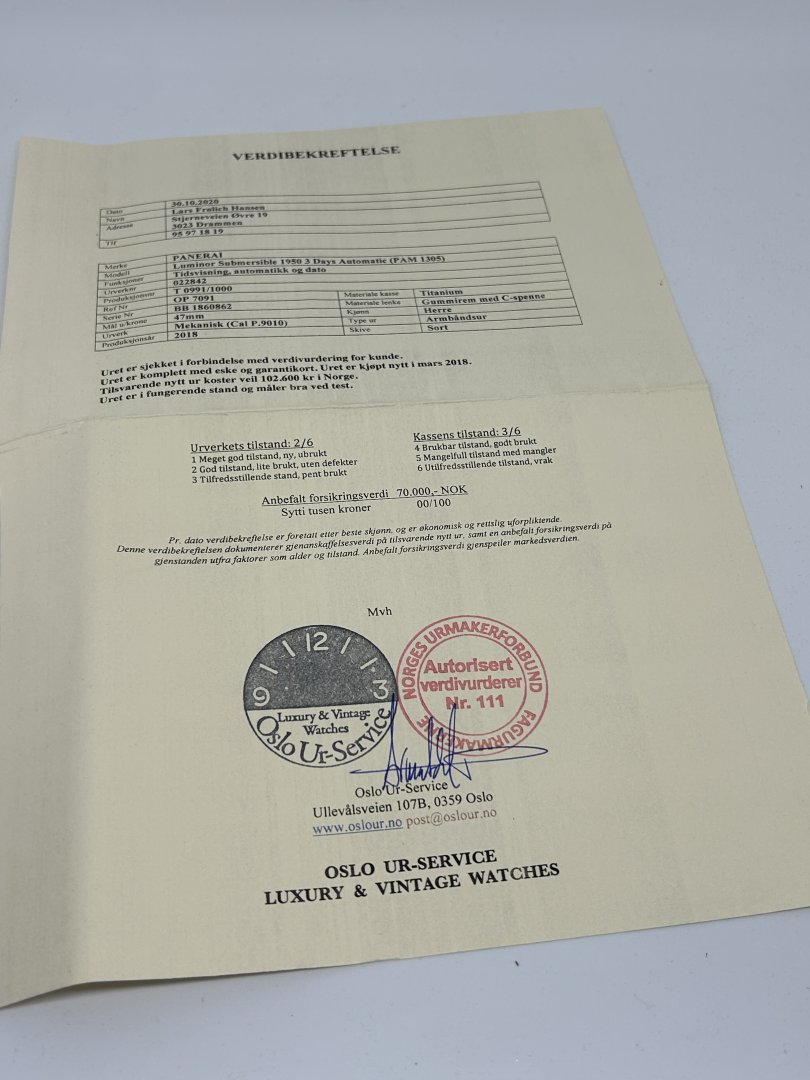 VERDIBEKREFTELSE
Dato 30.10.2020
Navn Lars Frølich Hansen
Adresse Stjerneveien Øvre 19
3023 Drammen
Tlf 95 97 18 19
Merke PANERAI
Modell Luminor Submersible 1950 3 Days Automatic (PAM 1305)
Funksjoner Tidsvisning, automatikk og dato
Urverknr 022842
Produksjonsnr T 0991/1000 Materiale kasse Titanium
Ref Nr OP 7091 Materiale lenke Gummirem med C-spenne
Serie Nr BB 1860862 Kjønn Herre
Mål u/krone 47mm Type ur Armbåndsur
Urverk Mekanisk (Cal P.9010) Skive Sort
Produksjonsår 2018
Uret er sjekket i forbindelse med verdivurdering for kunde.
Uret er komplett med eske og garantikort. Uret er kjøpt nytt i mars 2018.
Tilsvarende nytt ur koster veil 102.600 kr i Norge.
Uret er i fungerende stand og måler bra ved test.
Urverkets tilstand: 2/6
1 Meget god tilstand, ny, ubrukt
2 God tilstand, lite brukt, uten defekter
3 Tilfredsstillende stand, pent brukt
Kassens tilstand: 3/6
4 Brukbar tilstand, godt brukt
5 Mangelfull tilstand med mangler
6 Utilfredsstillende tilstand, vrak
Anbefalt forsikringsverdi 70.000,- NOK
Sytti tusen kroner 00/100
Pr. dato verdibekreftelse er foretatt etter beste skjønn, og er økonomisk og rettslig uforpliktende.
Denne verdibekreftelsen dokumenterer gjenanskaffelsesverdi på tilsvarende nytt ur, samt en anbefalt forsikringsverdi på
gjenstanden utfra faktorer som alder og tilstand. Anbefalt forsikringsverdi gjenspeiler markedsverdien.
Mvh
9 12 3
Luxury & Vintage
Watches
Oslo Ur-Service
NORGES URMAKERFORBUND
Autorisert
verdivurderer
Nr. 111
FAGURMAKERNE
Oslo Ur-Service
Ullevålsveien 107B, 0359 Oslo
www.oslour.no post@oslour.no
OSLO UR-SERVICE
LUXURY & VINTAGE WATCHES